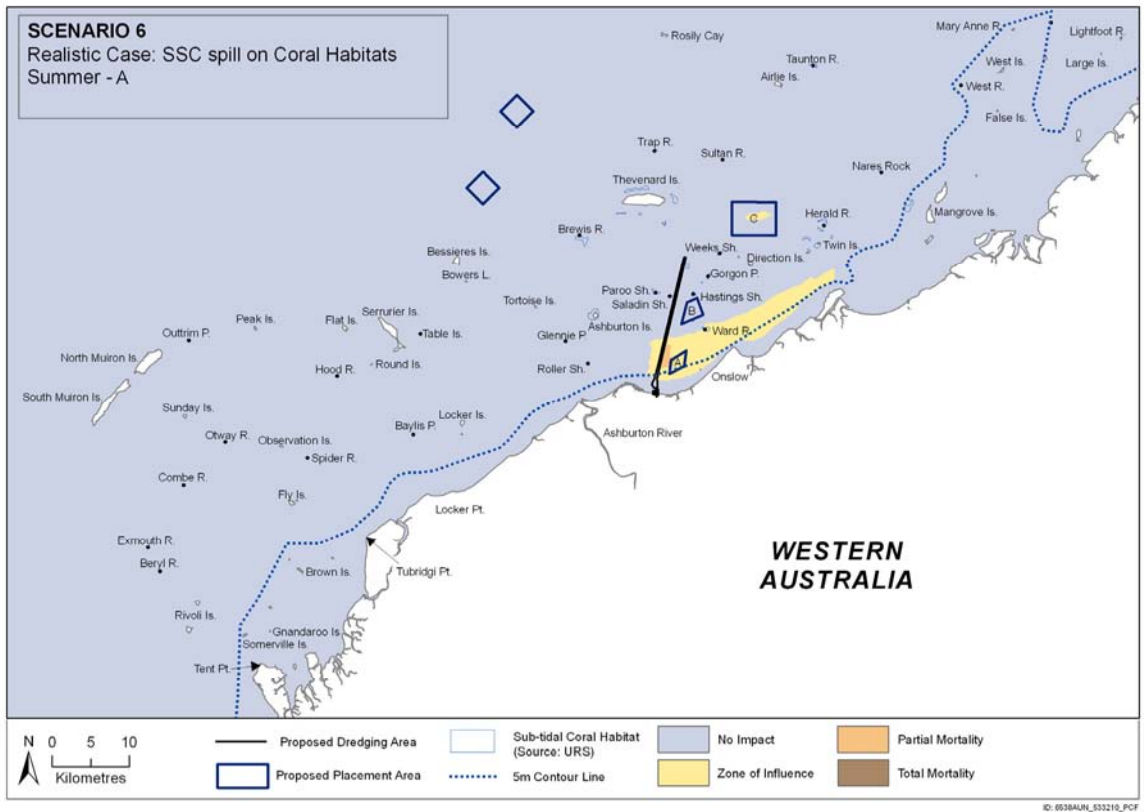 SCENARIO 6
Realistic Case: SSC spill on Coral Habitats
Summer - A
Rosily Cay
Mary Anne R.
Lightfoot R.
Taunton R.
Airlie Is.
West Is.
Large Is.
West R.
False Is.
Trap R.
Sultan R.
Nares Rock
Thevenard Is.
C
Herald R.
Mangrove Is.
Brewis R.
Twin Is.
Weeks Sh.
Direction Is.
Bessieres Is.
Bowers L.
Gorgon P.
Paroo Sh.
Hastings Sh.
Saladin Sh.
B
Tortoise Is.
Serrurier Is.
Peak Is.
Flat Is.
Ashburton Is.
Ward R.
Outtrim P.
Table Is.
Glennie P.
North Muiron Is.
Round Is.
Hood R.
Roller Sh.
A
Onslow
South Muiron Is.
Sunday Is.
Locker Is.
Baylis P.
Ashburton River
Otway R.
Observation Is.
Spider R.
Combe R.
Fly Is.
Locker Pt.
Exmouth R.
Beryl R.
Brown Is.
Tubridgi Pt.
WESTERN
AUSTRALIA
Rivoli Is.
Gnandaroo Is.
Somerville Is.
Tent Pt.
N
0 5 10
Kilometres
Proposed Dredging Area
Proposed Placement Area
Sub-tidal Coral Habitat
(Source: URS)
5m Contour Line
No Impact
Zone of Influence
Partial Mortality
Total Mortality
ID: 6538AUN_533210_PCF